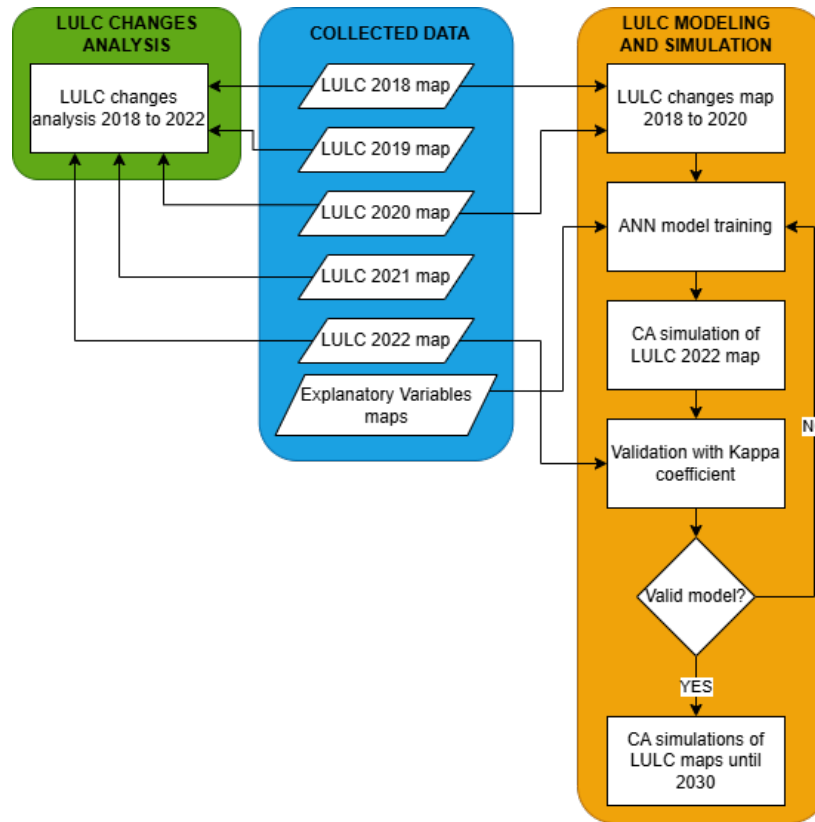 LULC CHANGES
ANALYSIS
LULC changes
analysis 2018 to 2022
COLLECTED DATA
LULC 2018 map
LULC 2019 map
LULC 2020 map
LULC 2021 map
LULC 2022 map
Explanatory Variables
maps
LULC MODELING
AND SIMULATION
LULC changes map
2018 to 2020
ANN model training
CA simulation of
LULC 2022 map
Validation with Kappa
coefficient
Valid model?
NO
YES
CA simulations of
LULC maps until
2030